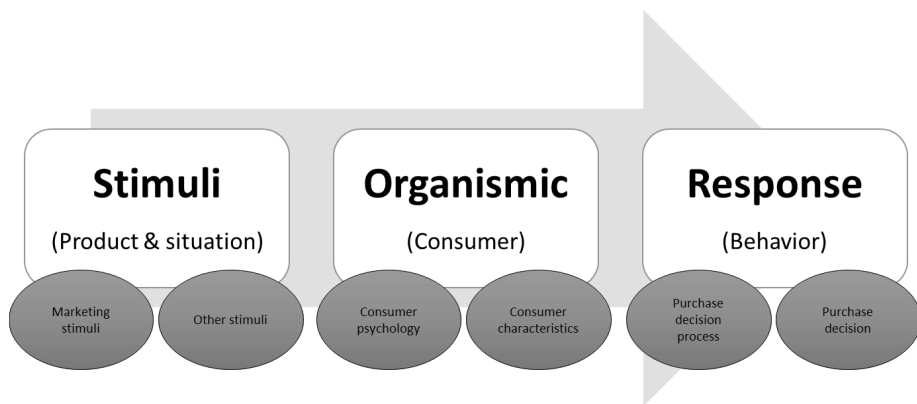 Stimuli
(Product & situation)
Marketing
stimuli
Other stimuli
Organismic
(Consumer)
Consumer
psychology
Consumer
characteristics
Response
(Behavior)
Purchase
decision
process
Purchase
decision